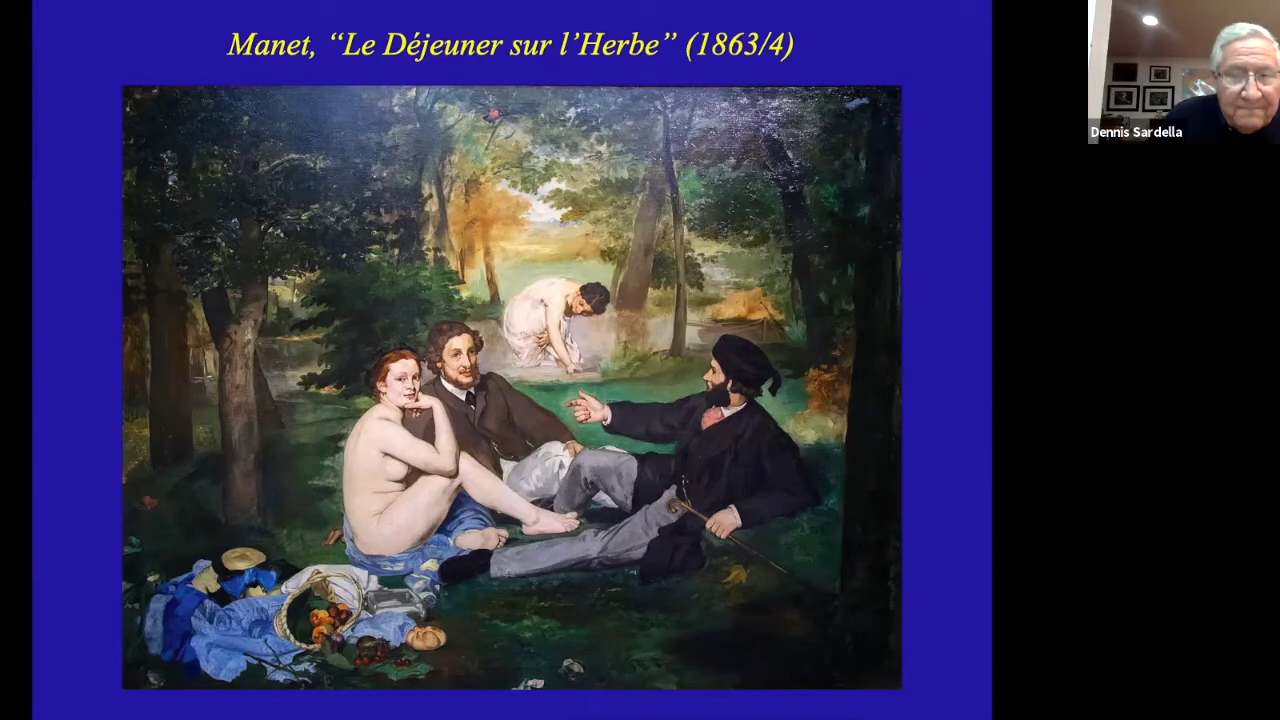 Manet, “Le Déjeuner sur l’Herbe” (1863/4)
Dennis Sardella